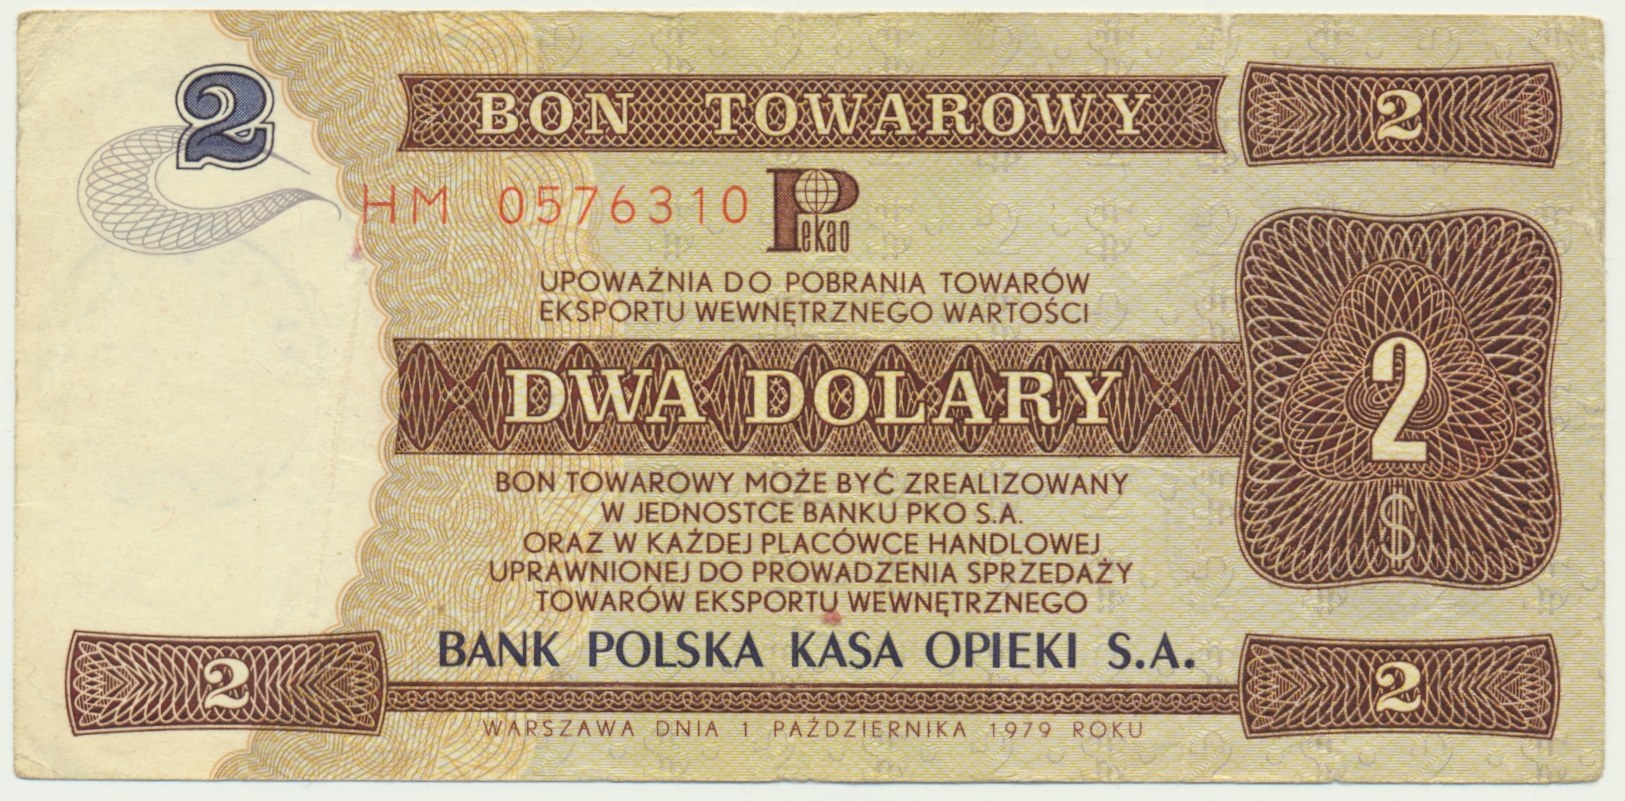 2
BON TOWAROWY
2
HM 0576310
Pekao
UPOWAŻNIA DO POBRANIA TOWARÓW
EKSPORTU WEWNĘTRZNEGO WARTOŚCI
DWA DOLARY
2
$
BON TOWAROWY MOŻE BYĆ ZREALIZOWANY
W JEDNOSTCE BANKU PKO S.A.
ORAZ W KAŻDEJ PLACÓWCE HANDLOWEJ
UPRAWNIONEJ DO PROWADZENIA SPRZEDAŻY
TOWARÓW EKSPORTU WEWNĘTRZNEGO
BANK POLSKA KASA OPIEKI S.A.
2
2
WARSZAWA DNIA 1 PAŹDZIERNIKA 1979 ROKU